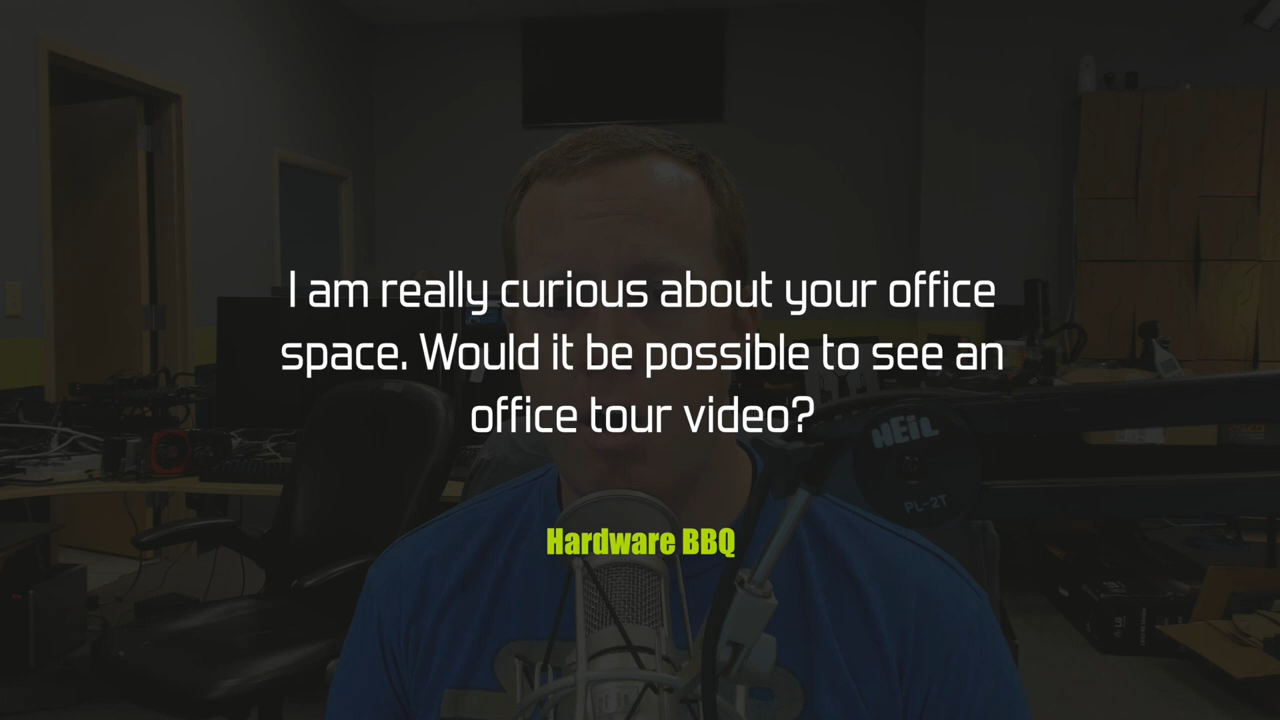 I am really curious about your office
space. Would it be possible to see an
office tour video?
HEiL
PL-2T
Hardware BBQ